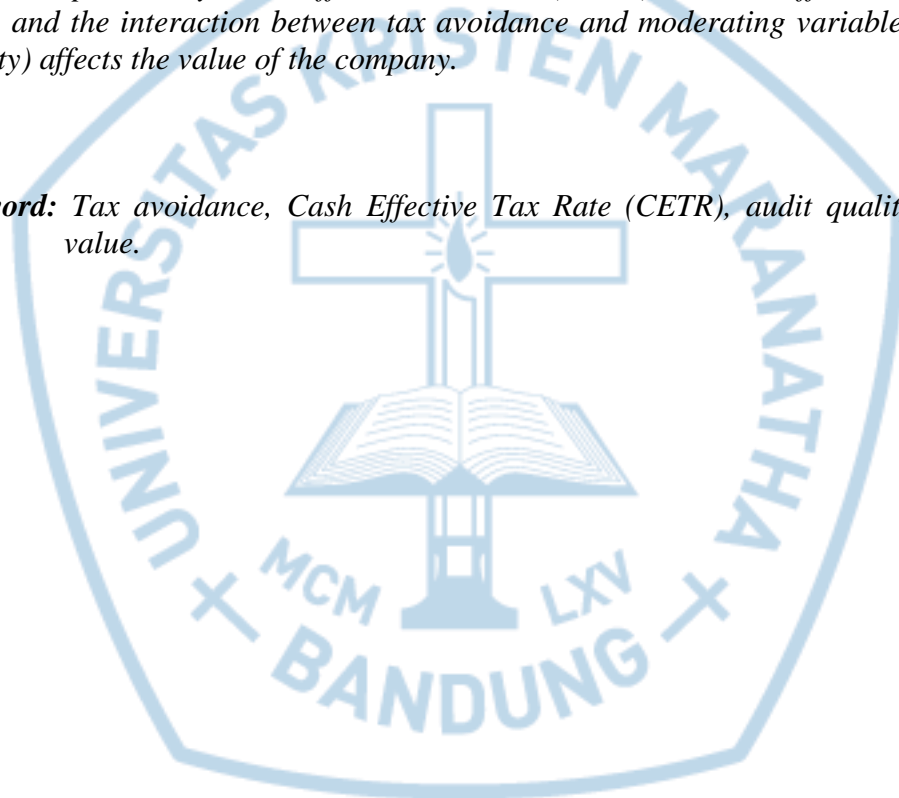 and the interaction between tax avoidance and moderating variable
ty) affects the value of the company.
ord: Tax avoidance, Cash Effective Tax Rate (CETR), audit qualit
value.
UNIVERSITAS KRISTEN MARANATHA
MCM LXV
BANDUNG